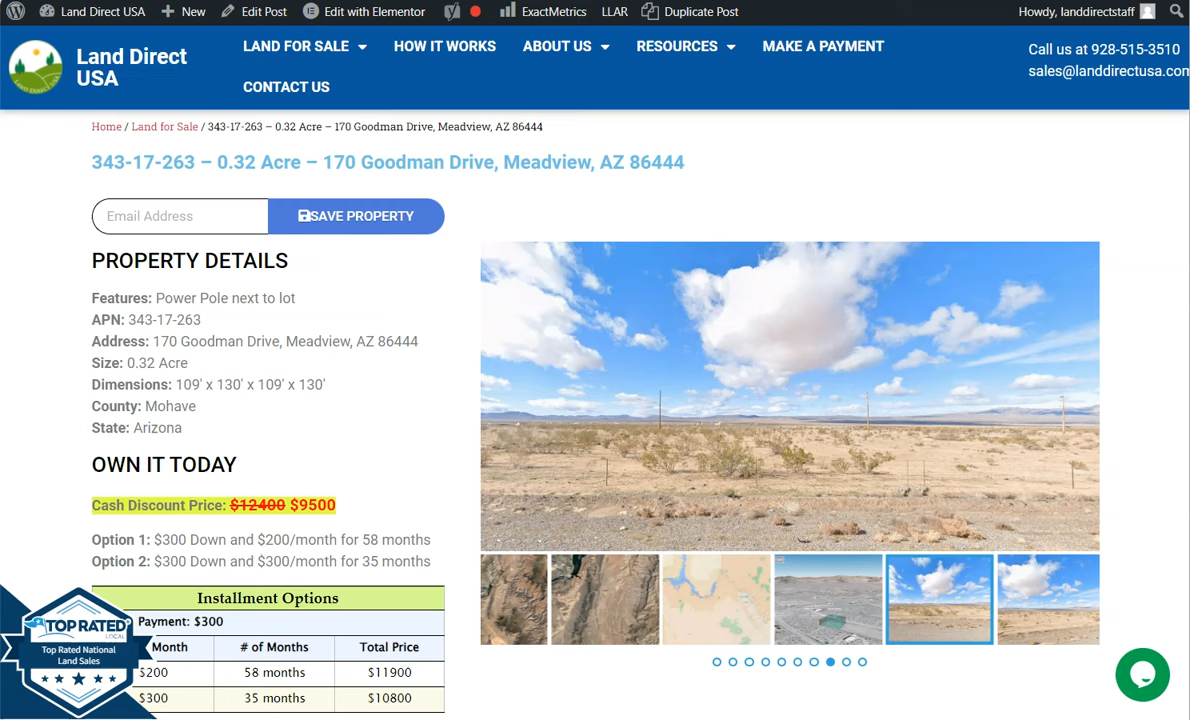 Land Direct USA New Edit Post Edit with Elementor ExactMetrics LLAR Duplicate Post Howdy, landdirectstaff
Land Direct
USA
LAND FOR SALE HOW IT WORKS ABOUT US RESOURCES MAKE A PAYMENT
CONTACT US
Call us at 928-515-3510
sales@landdirectusa.com
Home / Land for Sale / 343-17-263 – 0.32 Acre – 170 Goodman Drive, Meadview, AZ 86444
343-17-263 – 0.32 Acre – 170 Goodman Drive, Meadview, AZ 86444
Email Address SAVE PROPERTY
PROPERTY DETAILS
Features: Power Pole next to lot
APN: 343-17-263
Address: 170 Goodman Drive, Meadview, AZ 86444
Size: 0.32 Acre
Dimensions: 109' x 130' x 109' x 130'
County: Mohave
State: Arizona
OWN IT TODAY
Cash Discount Price: $12400 $9500
Option 1: $300 Down and $200/month for 58 months
Option 2: $300 Down and $300/month for 35 months
Installment Options
Payment: $300
Month # of Months Total Price
$200 58 months $11900
$300 35 months $10800
TOP RATED
LOCAL
Top Rated National
Land Sales